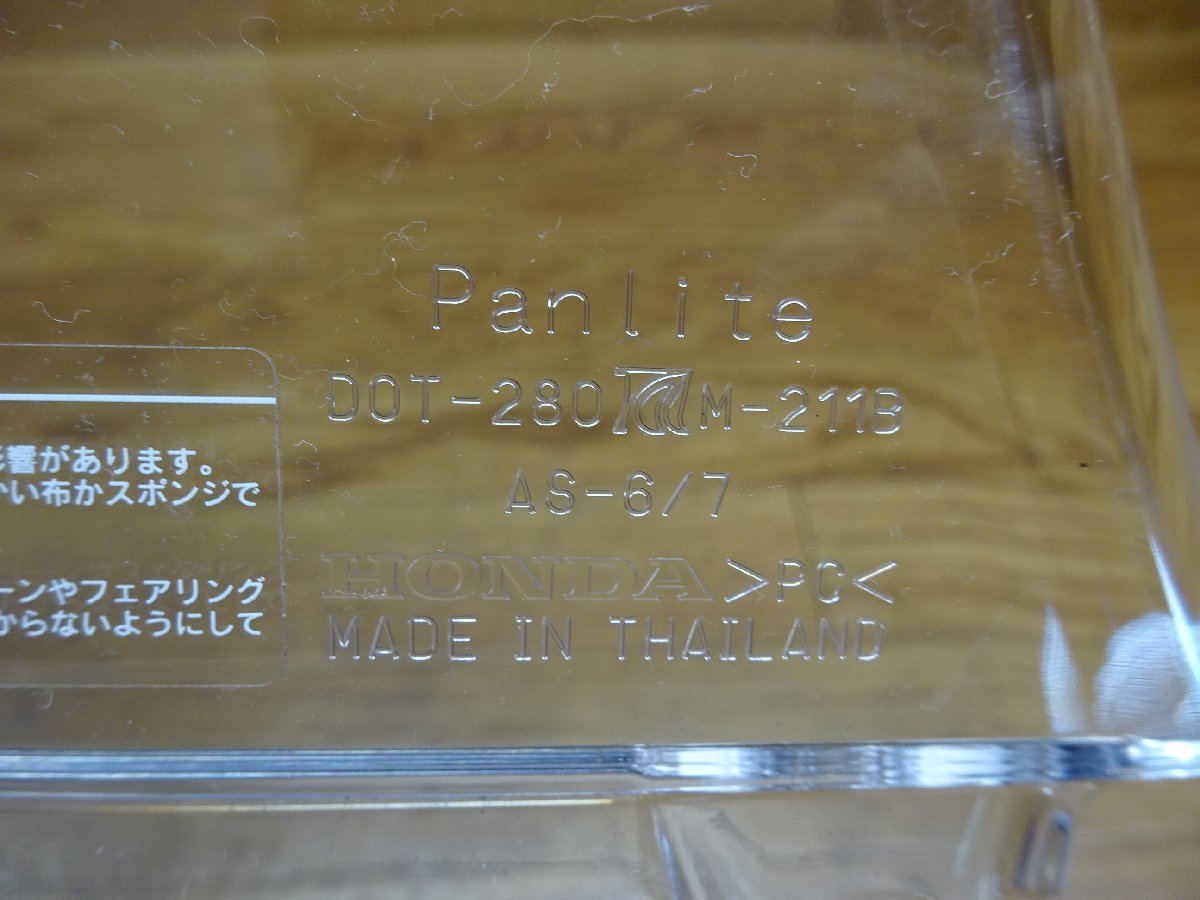 Panlite
DOT-280 M-211B
AS-6/7
HONDA >PC<
MADE IN THAILAND
響があります。
い布かスポンジで
ーンやフェアリング
からないようにして